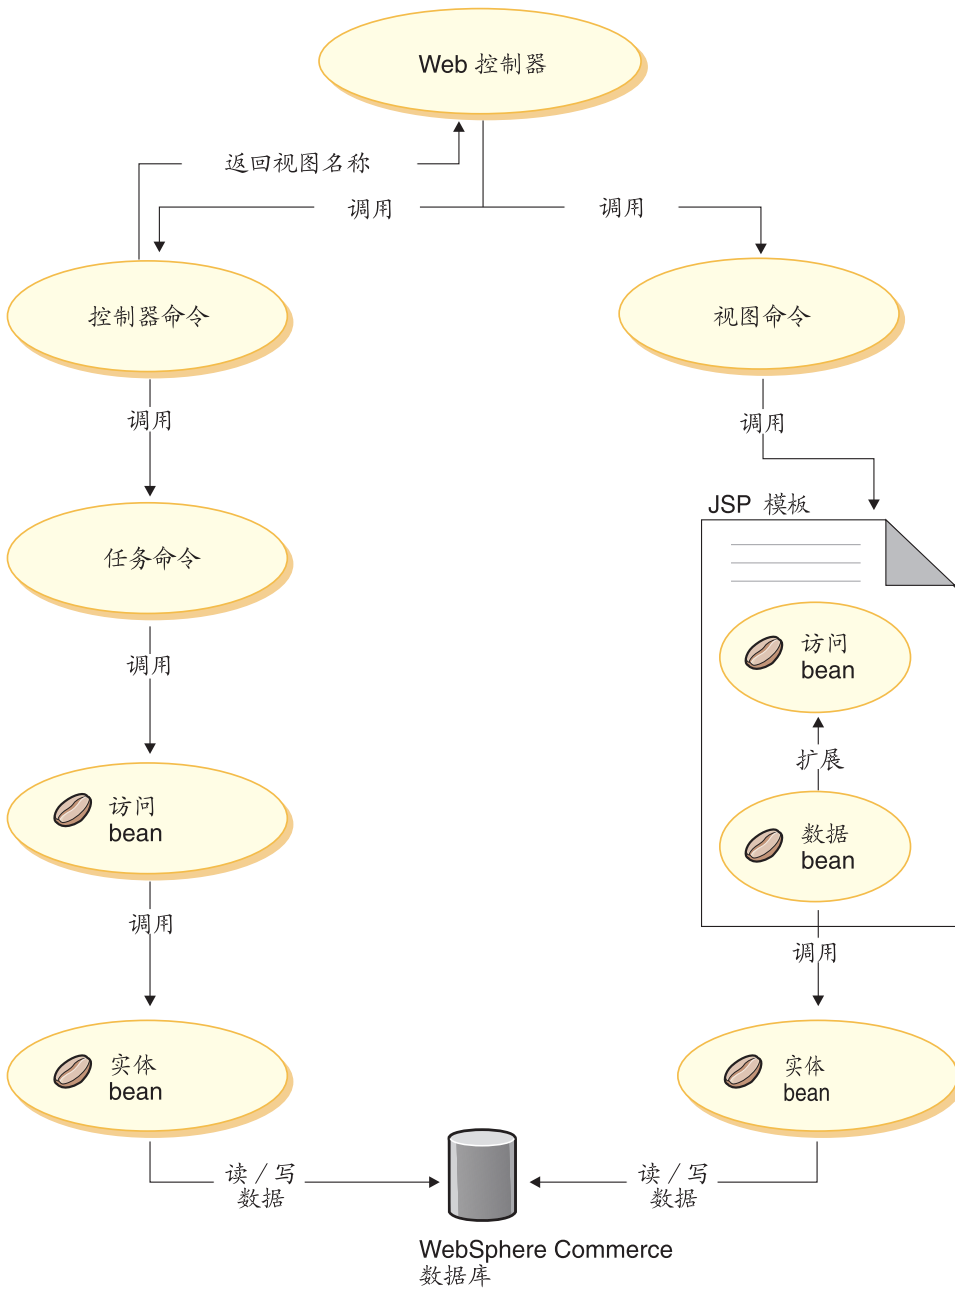 Web 控制器
返回视图名称
调用
调用
控制器命令
视图命令
调用
调用
JSP 模板
任务命令
访问
bean
调用
扩展
访问
bean
数据
bean
调用
调用
实体
bean
实体
bean
读 / 写
数据
读 / 写
数据
WebSphere Commerce
数据库